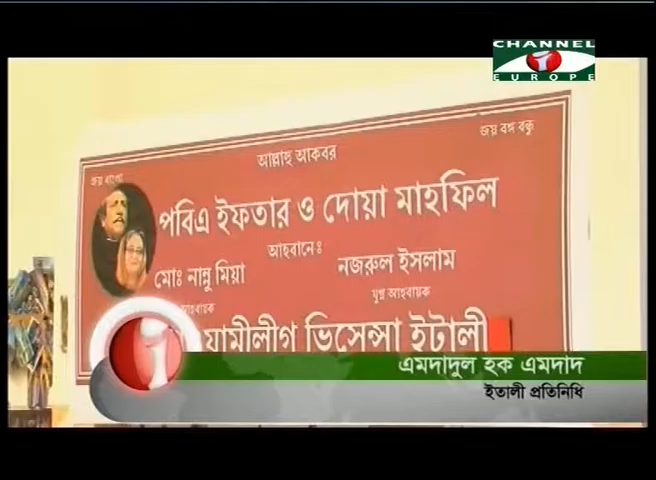 CHANNEL
i
EUROPE
আল্লাহু আকবর
জয় বাংলা
জয় বঙ্গ বন্ধু
পবিএ ইফতার ও দোয়া মাহফিল
আহবানেঃ
মোঃ নান্নু মিয়া
নজরুল ইসলাম
আহবায়ক
যুগ্ম আহবায়ক
য়ামীলীগ ভিসেন্সা ইটালী
i
এমদাদুল হক এমদাদ
ইতালী প্রতিনিধি